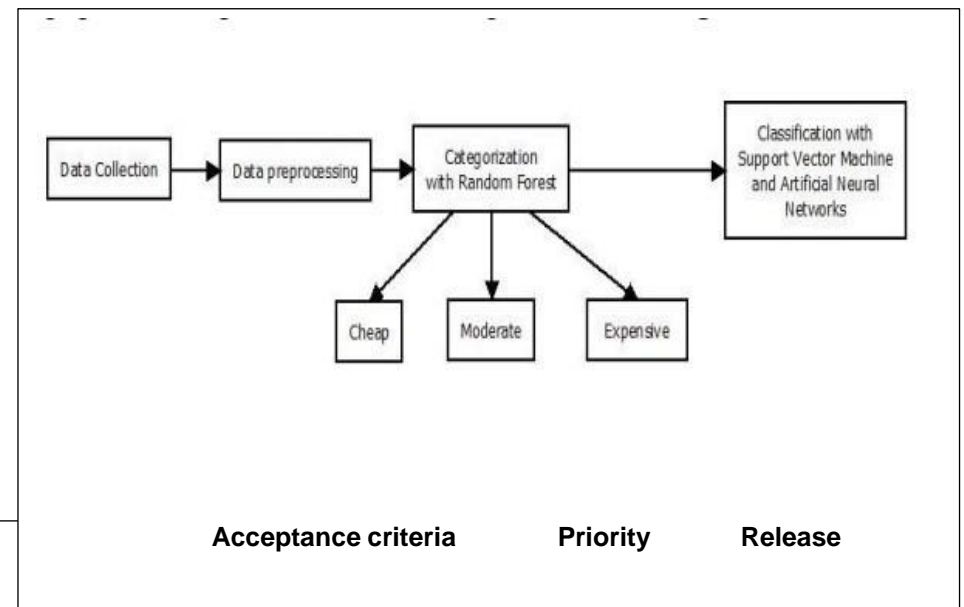 Data Collection
Data preprocessing
Categorization
with Random Forest
Classification with
Support Vector Machine
and Artificial Neural
Networks
Cheap
Moderate
Expensive
Acceptance criteria Priority Release